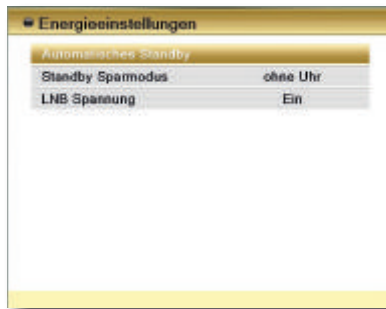 Energieeinstellungen
Automatisches Standby
Standby Sparmodus ohne Uhr
LNB Spannung Ein